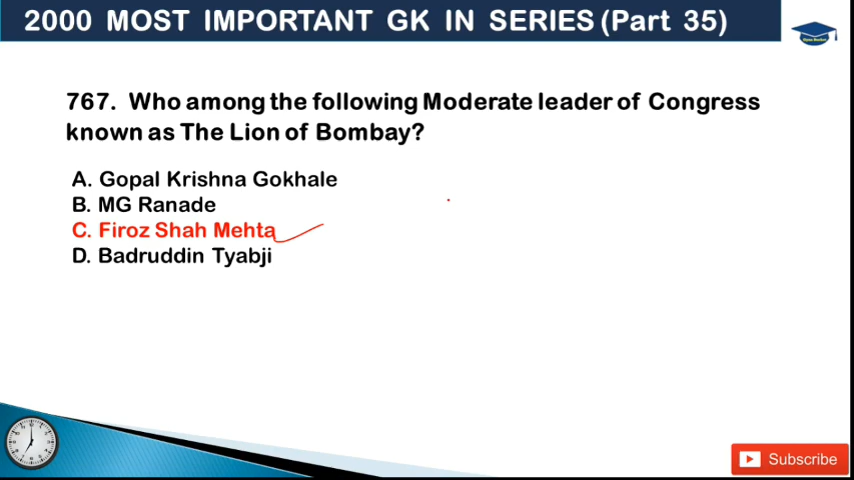 2000 MOST IMPORTANT GK IN SERIES (Part 35)
767. Who among the following Moderate leader of Congress
known as The Lion of Bombay?
A. Gopal Krishna Gokhale
B. MG Ranade
C. Firoz Shah Mehta
D. Badruddin Tyabji
Subscribe